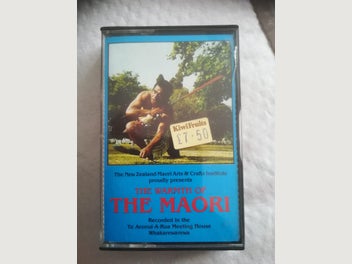 KiwiFruits
£7·50
The New Zealand Maori Arts & Crafts Institute
proudly presents
THE WARMTH OF
THE MAORI
Recorded in the
Te Aronui-A-Rua Meeting House
Whakarewarewa